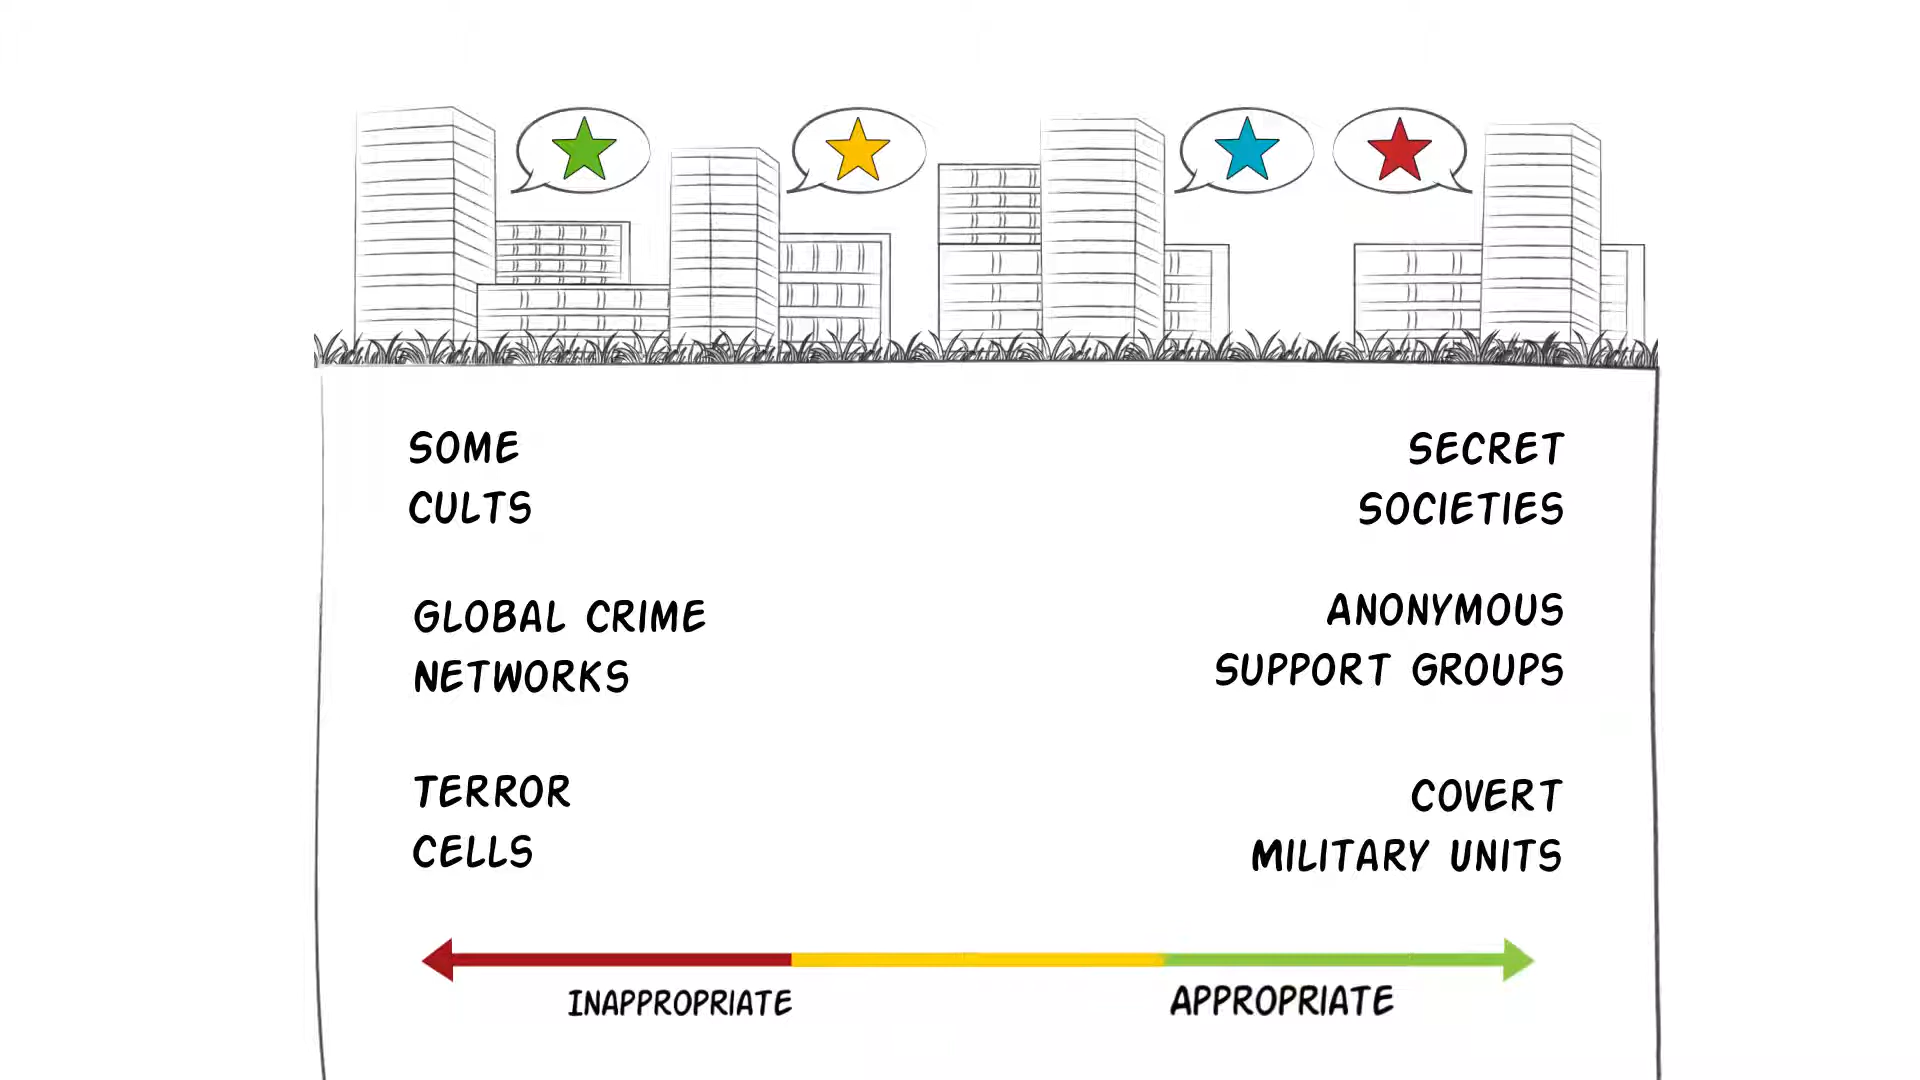 SOME
CULTS
GLOBAL CRIME
NETWORKS
TERROR
CELLS
SECRET
SOCIETIES
ANONYMOUS
SUPPORT GROUPS
COVERT
MILITARY UNITS
INAPPROPRIATE
APPROPRIATE